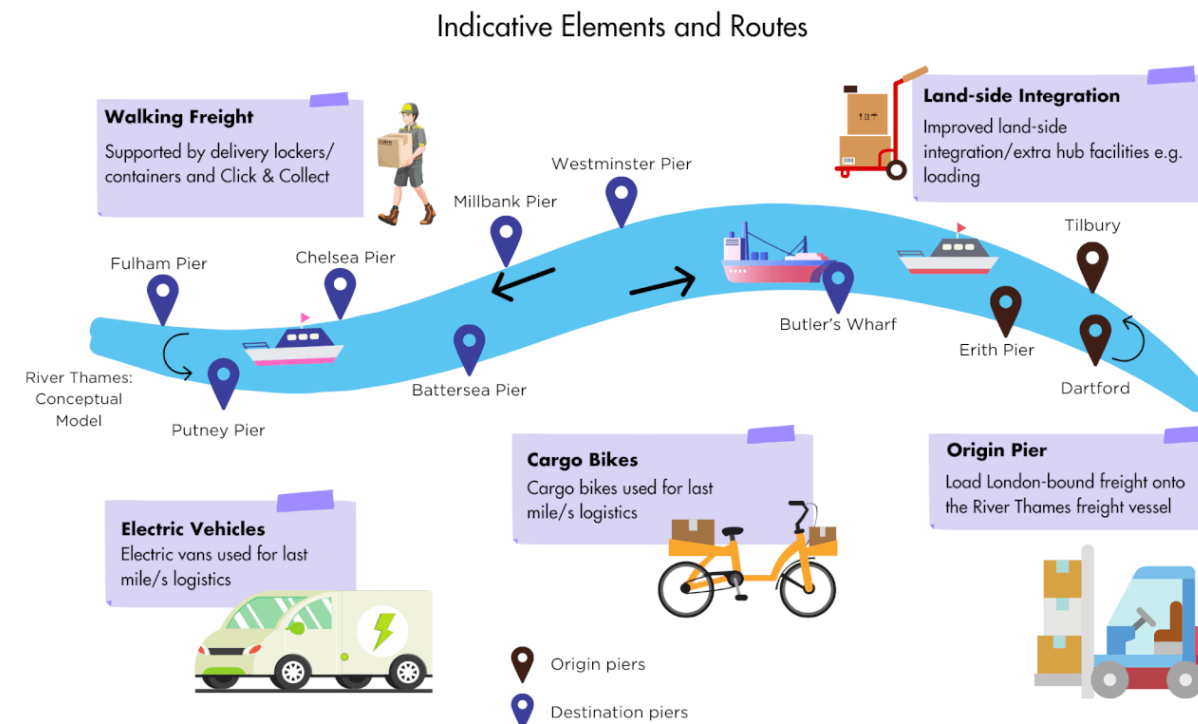 Indicative Elements and Routes
Walking Freight
Supported by delivery lockers/
containers and Click & Collect
Land-side Integration
Improved land-side
integration/extra hub facilities e.g.
loading
Westminster Pier
Millbank Pier
Tilbury
Chelsea Pier
Fulham Pier
Butler's Wharf
Erith Pier
Dartford
Battersea Pier
River Thames:
Conceptual
Model
Putney Pier
Cargo Bikes
Cargo bikes used for last
mile/s logistics
Origin Pier
Load London-bound freight onto
the River Thames freight vessel
Electric Vehicles
Electric vans used for last
mile/s logistics
Origin piers
Destination piers